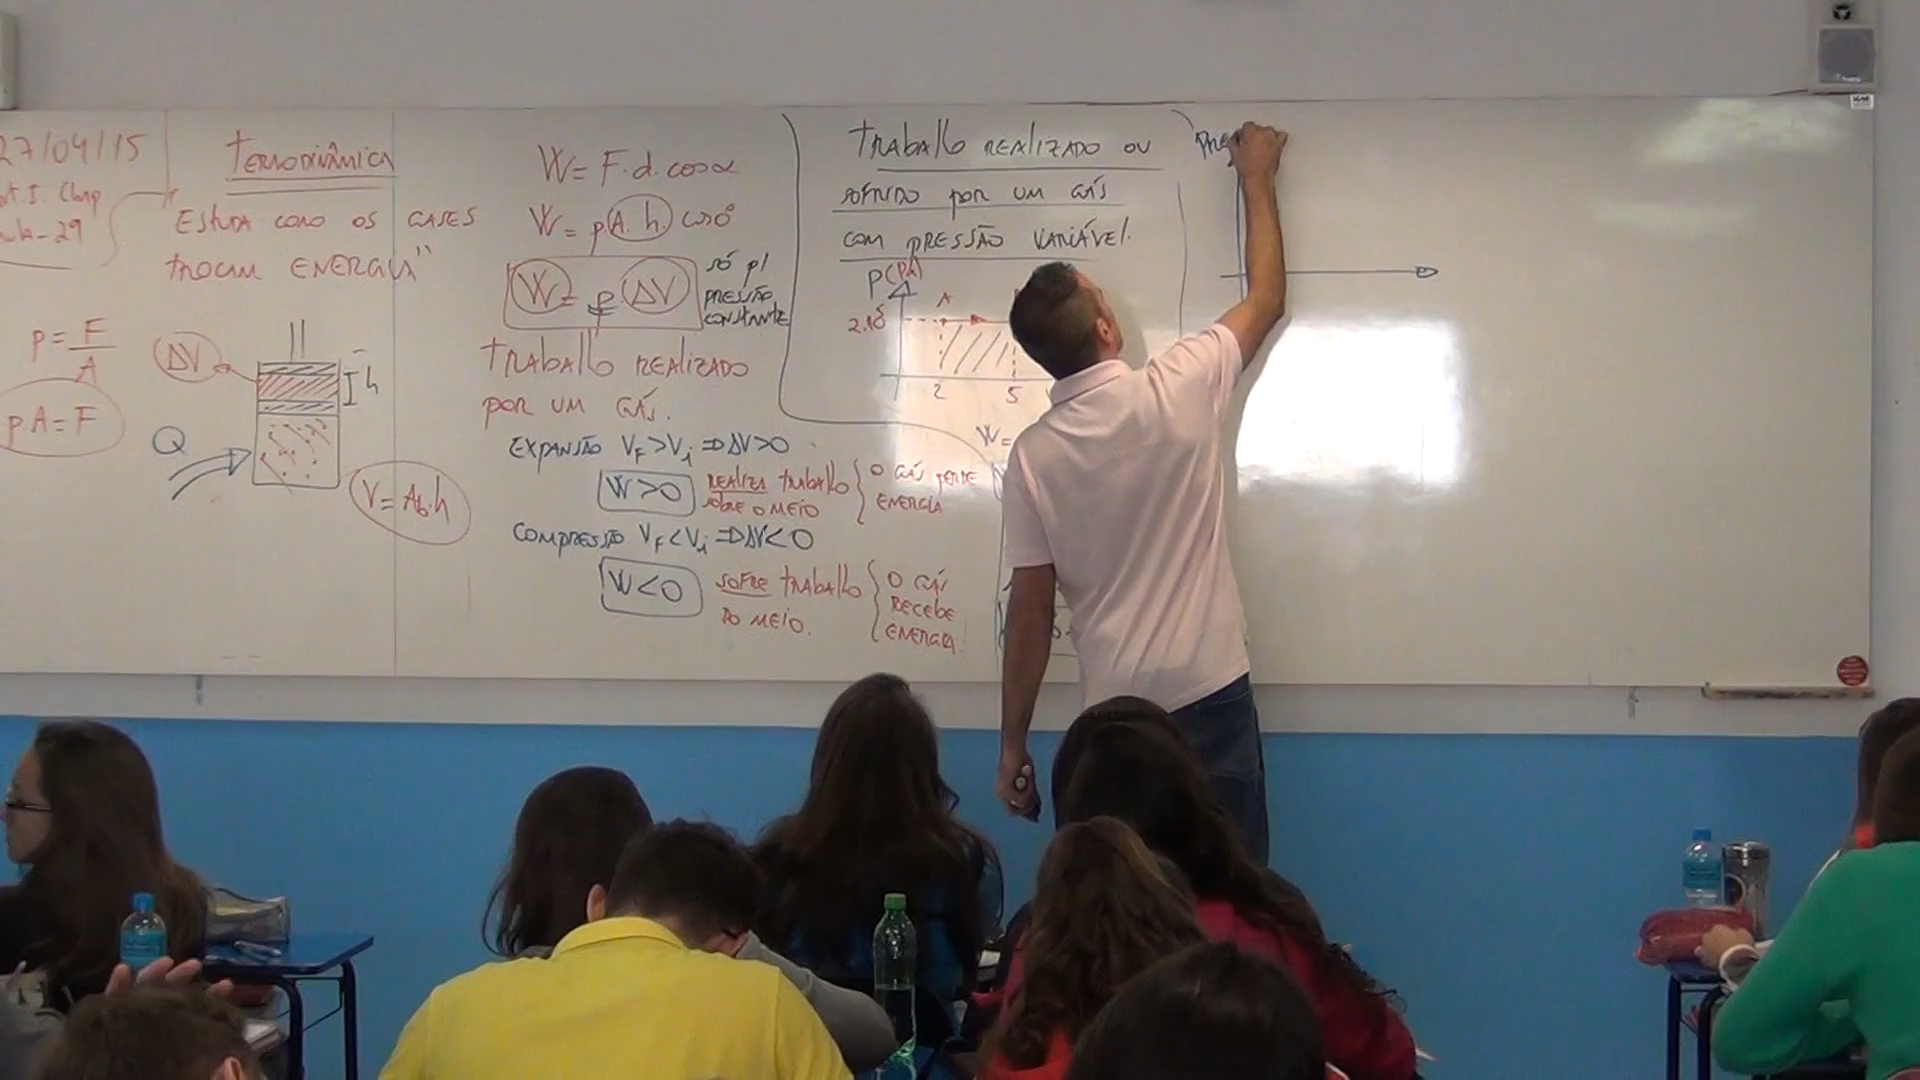 27/04/15
Termodinâmica
Estuda como os gases
trocam energia"
p = F
A
pA = F
ΔV
h
Q
V = Ab.h
W = F.d.cosα
W = p.A.h.cos0°
W = p ΔV
só p/
pressão
constante
Trabalho realizado
por um gás.
Expansão VF > Vi ⇒ ΔV > 0
W > 0
realiza trabalho
sobre o meio
o gás perde
energia
Compressão VF < Vi ⇒ ΔV < 0
W < 0
sofre trabalho
do meio.
o gás
recebe
energia.
Trabalho realizado ou
sofrido por um gás
com pressão variável.
P(Pa)
A
2
5
W =